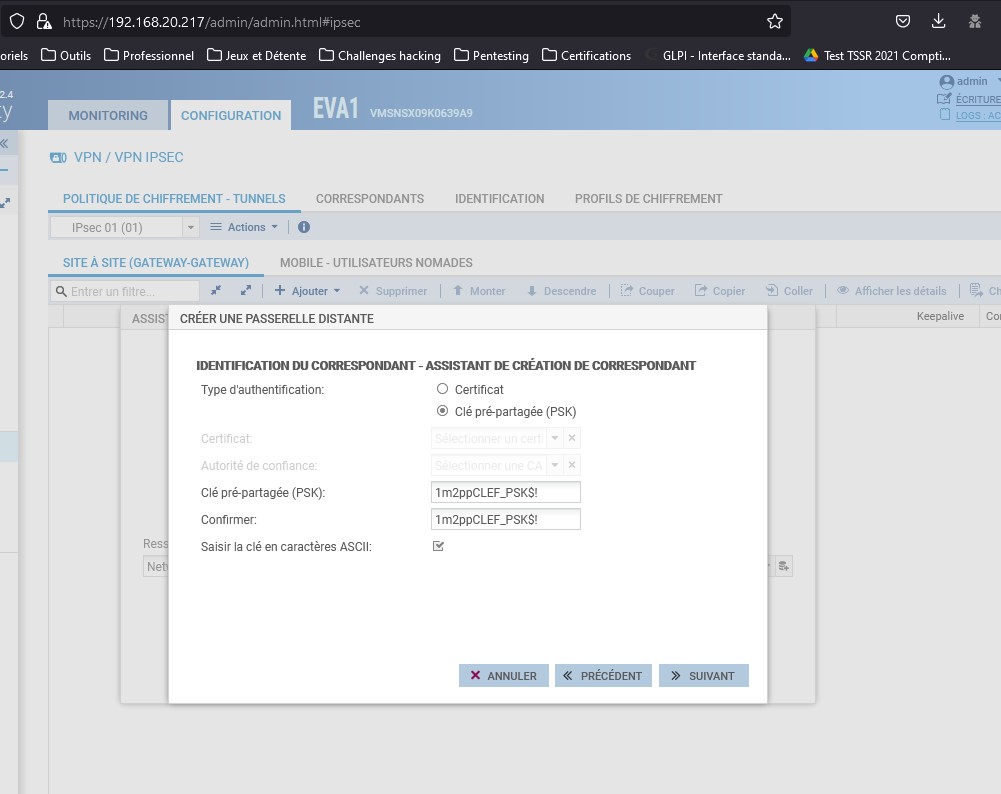 https://192.168.20.217/admin/admin.html#ipsec
oriels Outils Professionnel Jeux et Détente Challenges hacking Pentesting Certifications GLPI - Interface standa... Test TSSR 2021 Compti...
2.4
ty
MONITORING CONFIGURATION EVA1 VMSNSX09K0639A9
admin
ÉCRITURE
LOGS : AC
VPN / VPN IPSEC
POLITIQUE DE CHIFFREMENT - TUNNELS CORRESPONDANTS IDENTIFICATION PROFILS DE CHIFFREMENT
IPsec 01 (01) Actions
SITE À SITE (GATEWAY-GATEWAY) MOBILE - UTILISATEURS NOMADES
Entrer un filtre... Ajouter Supprimer Monter Descendre Couper Copier Coller Afficher les détails Ch
Keepalive Co
ASSIS
CRÉER UNE PASSERELLE DISTANTE
IDENTIFICATION DU CORRESPONDANT - ASSISTANT DE CRÉATION DE CORRESPONDANT
Type d'authentification: Certificat
Clé pré-partagée (PSK)
Certificat: Sélectionner un certi
Autorité de confiance: Sélectionner une CA
Clé pré-partagée (PSK): 1m2ppCLEF_PSK$!
Confirmer: 1m2ppCLEF_PSK$!
Saisir la clé en caractères ASCII:
Ress
Netw
ANNULER PRÉCÉDENT SUIVANT